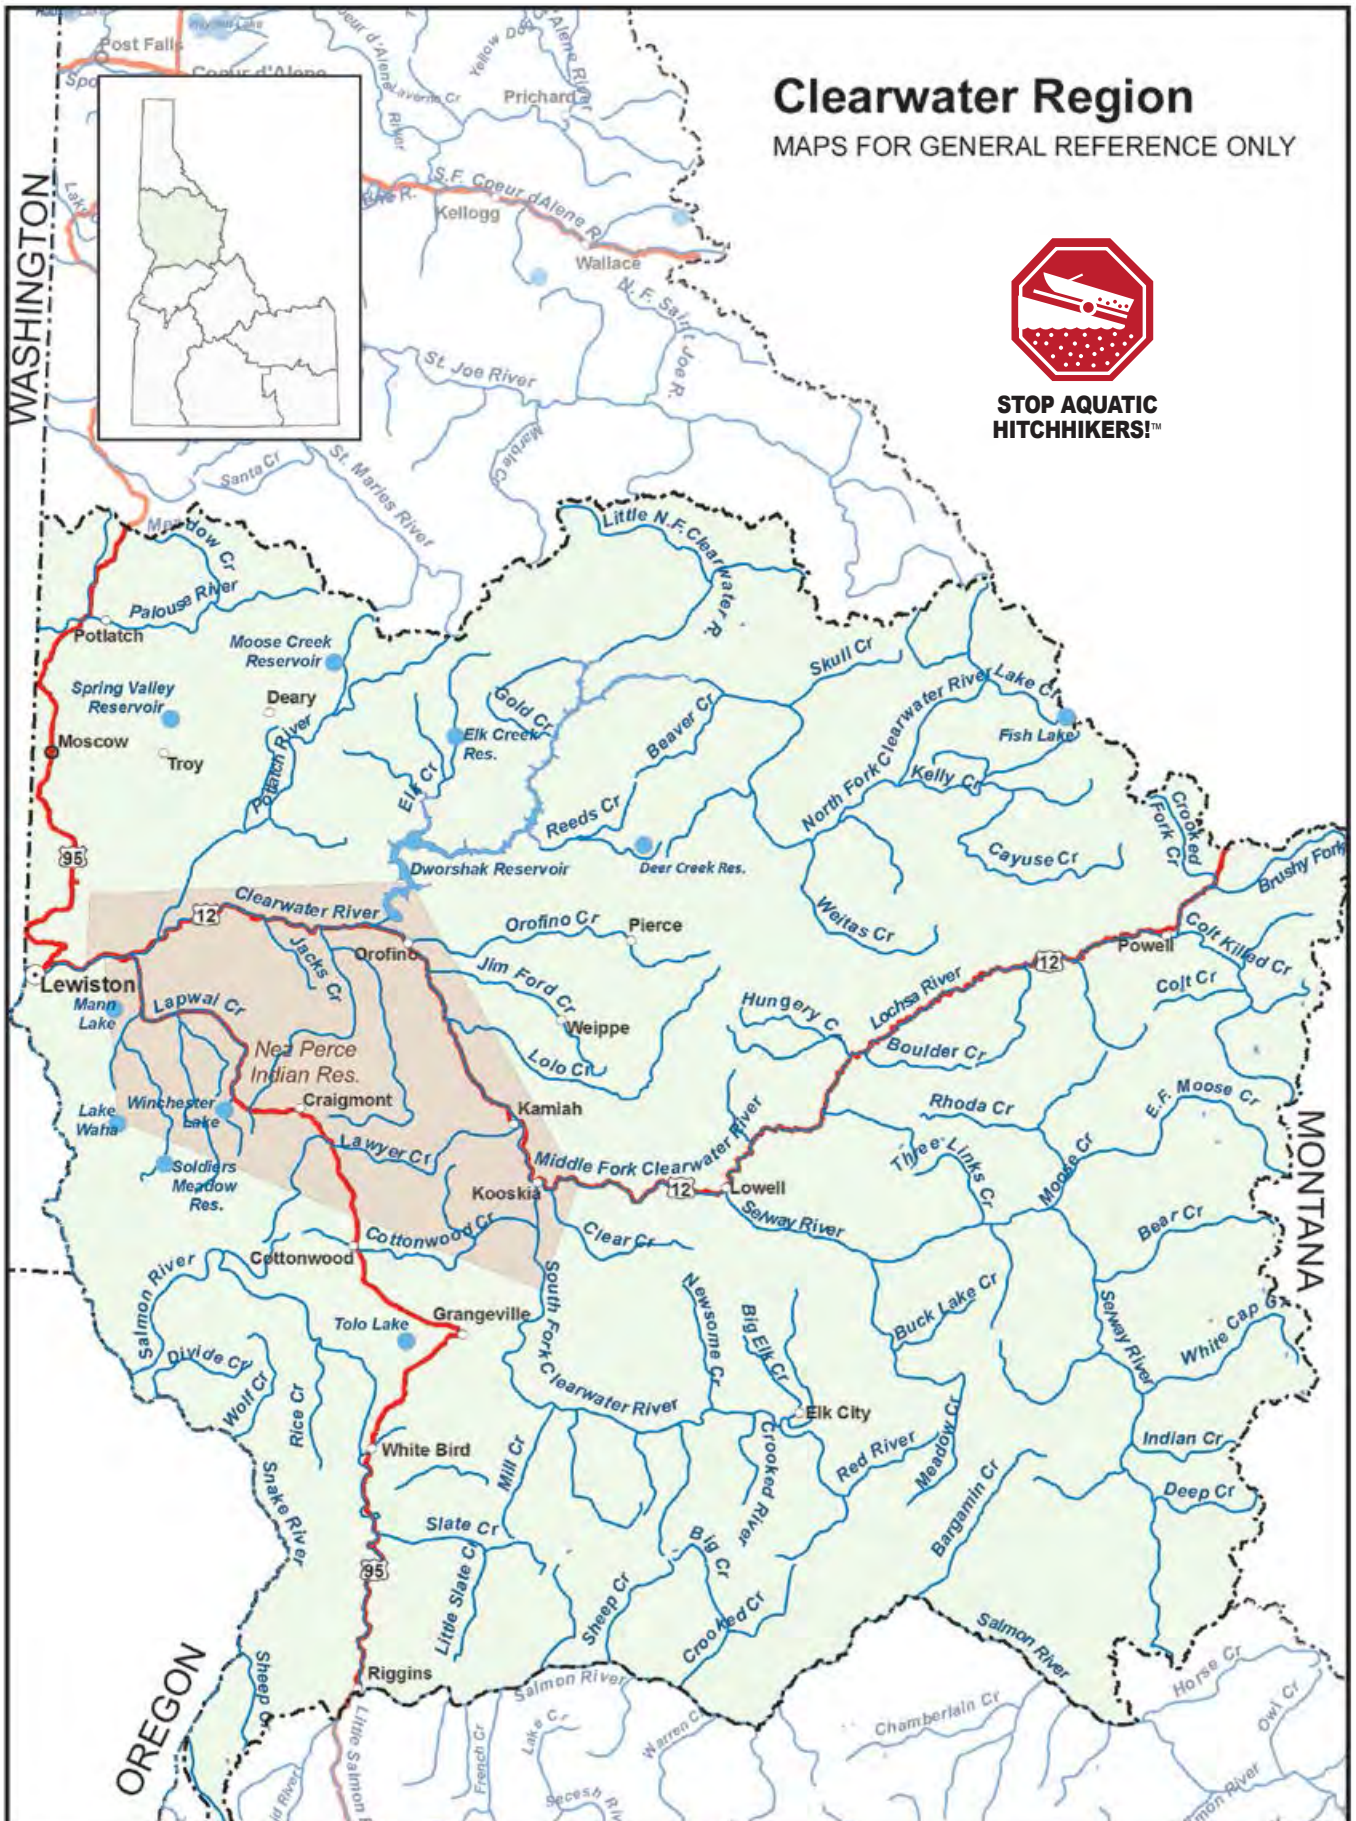 Clearwater Region
MAPS FOR GENERAL REFERENCE ONLY
STOP AQUATIC
HITCHHIKERS!™
WASHINGTON
OREGON
MONTANA
Post Falls
Coeur d'Alene
Yellow Dog
Laverne Cr
Prichard
S.F. Coeur d'Alene R.
Kellogg
Wallace
N. F. Saint Joe R.
St. Joe River
Marble Cr
Santa Cr
St. Maries River
Meadow Cr
Palouse River
Potlatch
Little N.F. Clearwater R.
Moose Creek
Reservoir
Spring Valley
Reservoir
Deary
Moscow
Troy
Potlatch River
Gold Cr
Elk Creek
Res.
Elk Cr
Beaver Cr
Skull Cr
North Fork Clearwater River
Lake Cr
Fish Lake
Kelly Cr
Reeds Cr
Cayuse Cr
Crooked
Fork Cr
Brushy Fork
95
Dworshak Reservoir
Deer Creek Res.
Clearwater River
12
Orofino Cr
Pierce
Weitas Cr
Orofino
Jacks Cr
Jim Ford Cr
Powell
12
Colt Killed Cr
Colt Cr
Lewiston
Mann
Lake
Lapwai Cr
Weippe
Hungery C
Lochsa River
Boulder Cr
Nez Perce
Indian Res.
Lolo Cr
Winchester
Lake
Craigmont
Kamiah
Lake
Waha
Rhoda Cr
E.F. Moose Cr
Lawyer Cr
Middle Fork Clearwater River
Three Links Cr
Moose Cr
Soldiers
Meadow
Res.
Kooskia
12
Lowell
Selway River
Bear Cr
Cottonwood Cr
Clear Cr
Cottonwood
Salmon River
South Fork Clearwater River
Newsome Cr
Big Elk Cr
Buck Lake Cr
Selway River
White Cap Cr
Grangeville
Tolo Lake
Divide Cr
Wolf Cr
Rice Cr
Elk City
Meadow Cr
Red River
Crooked River
Indian Cr
White Bird
Mill Cr
Snake River
Bargamin Cr
Deep Cr
Slate Cr
Big Cr
95
Little Slate Cr
Sheep Cr
Crooked Cr
Salmon River
Riggins
Sheep Cr
Salmon River
Horse Cr
Little Salmon
French Cr
Lake Cr
Warren Cr
Chamberlain Cr
Owl Cr
Secesh Riv